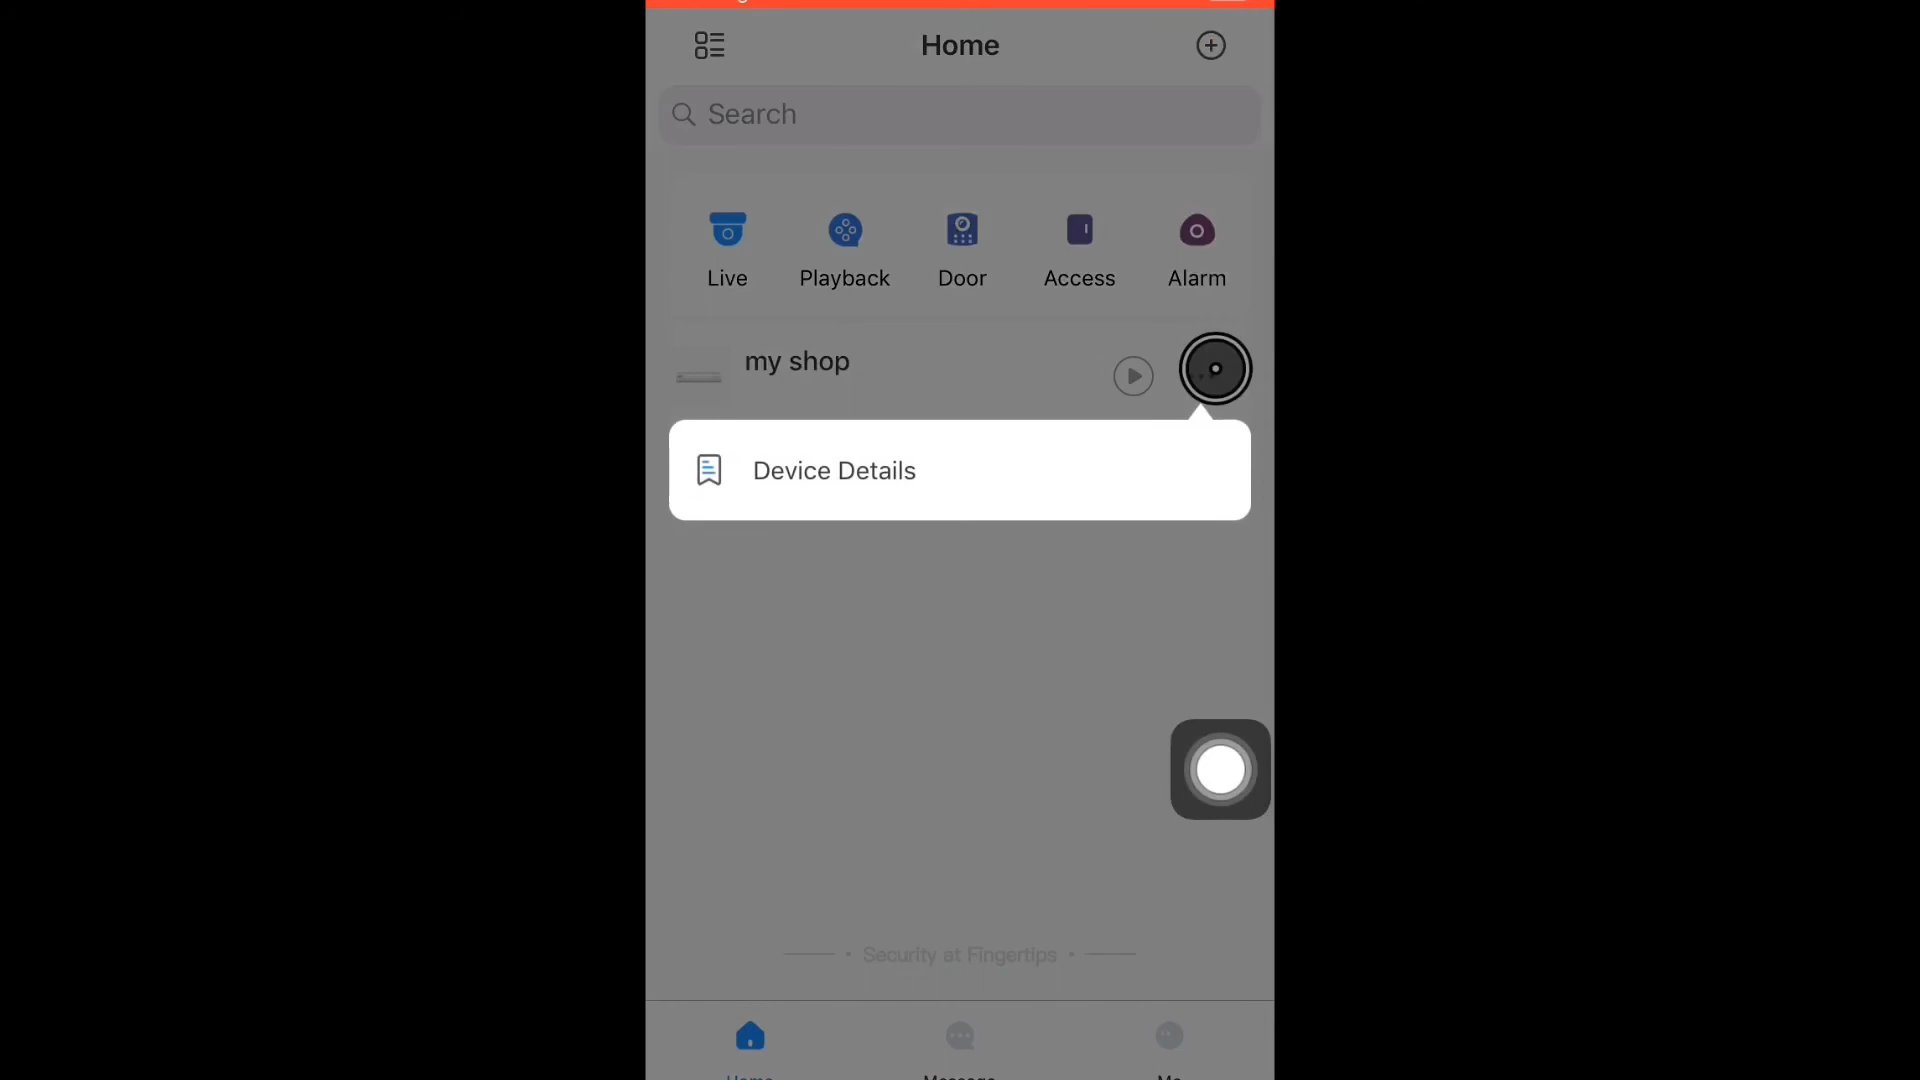 Home
Search
Live
Playback
Door
Access
Alarm
my shop
Device Details
Security at Fingertips
Home
Message
Me